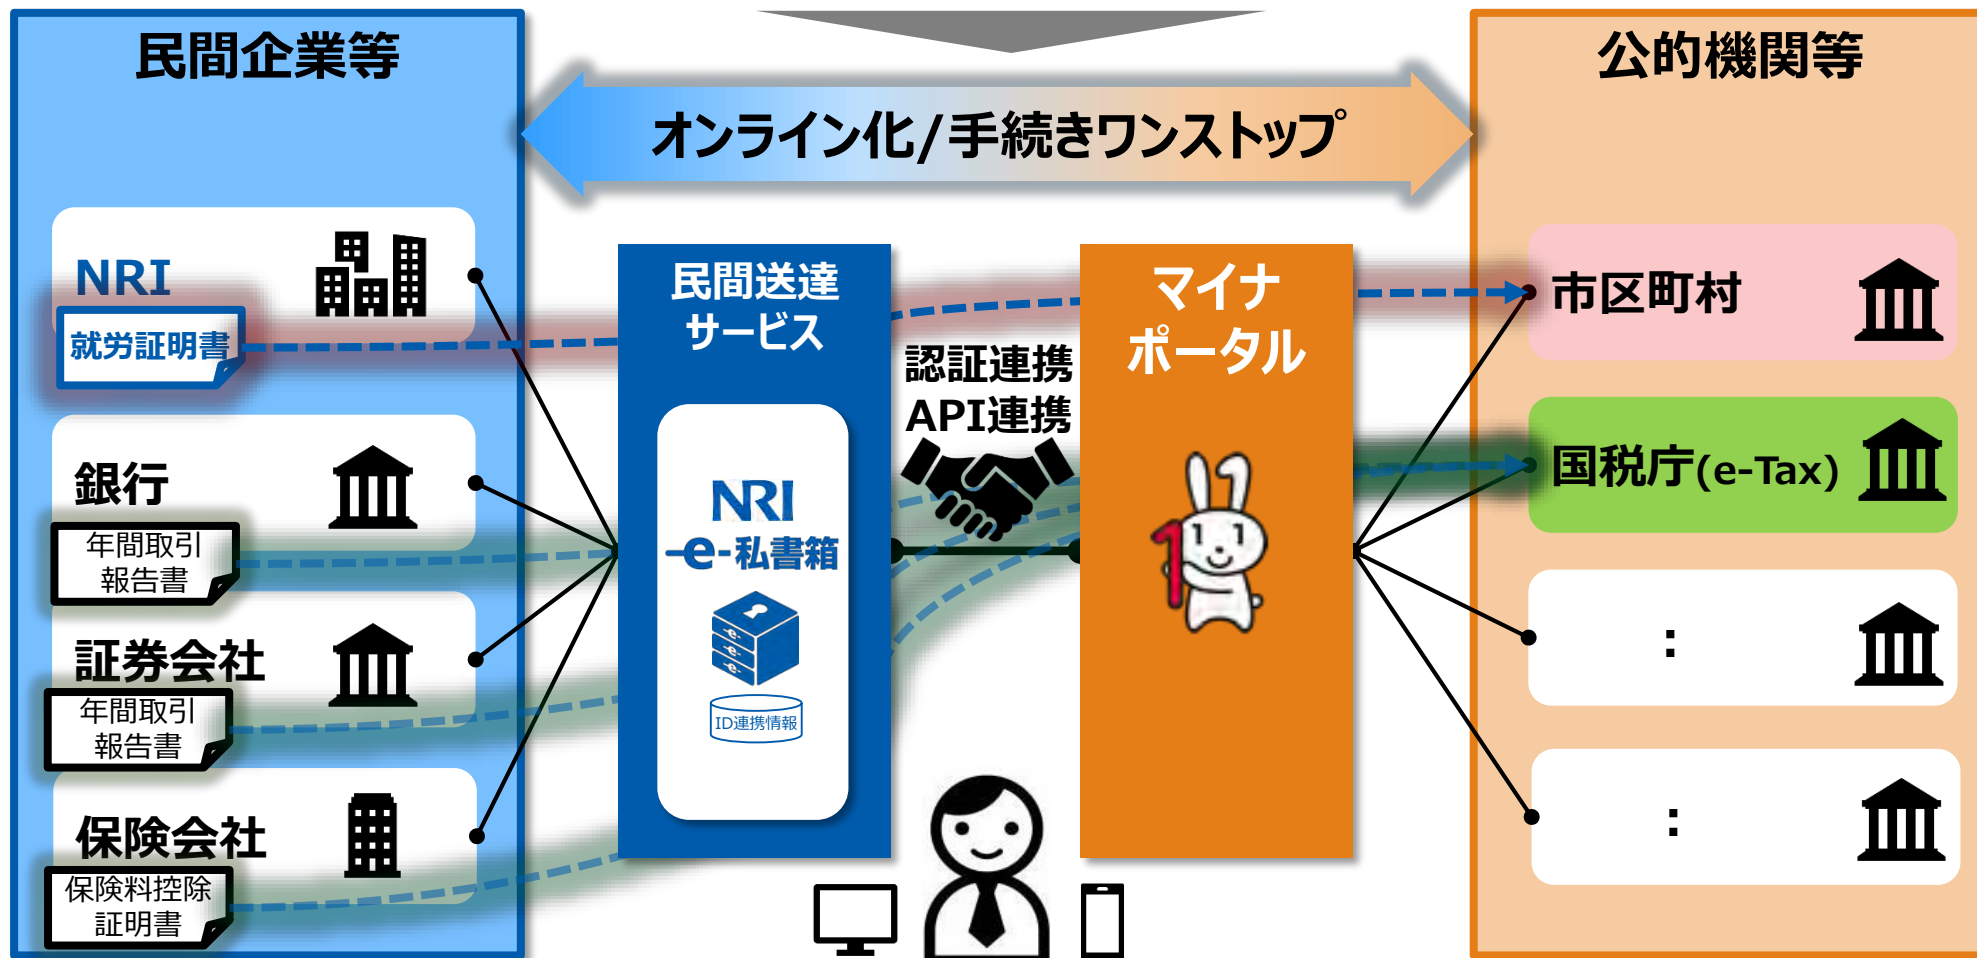 民間企業等
公的機関等
オンライン化/手続きワンストップ
NRI
就労証明書
銀行
年間取引
報告書
証券会社
年間取引
報告書
保険会社
保険料控除
証明書
民間送達
サービス
NRI
-e-私書箱
-e-
-e-
-e-
ID連携情報
認証連携
API連携
マイナ
ポータル
1
市区町村
国税庁(e-Tax)
:
: